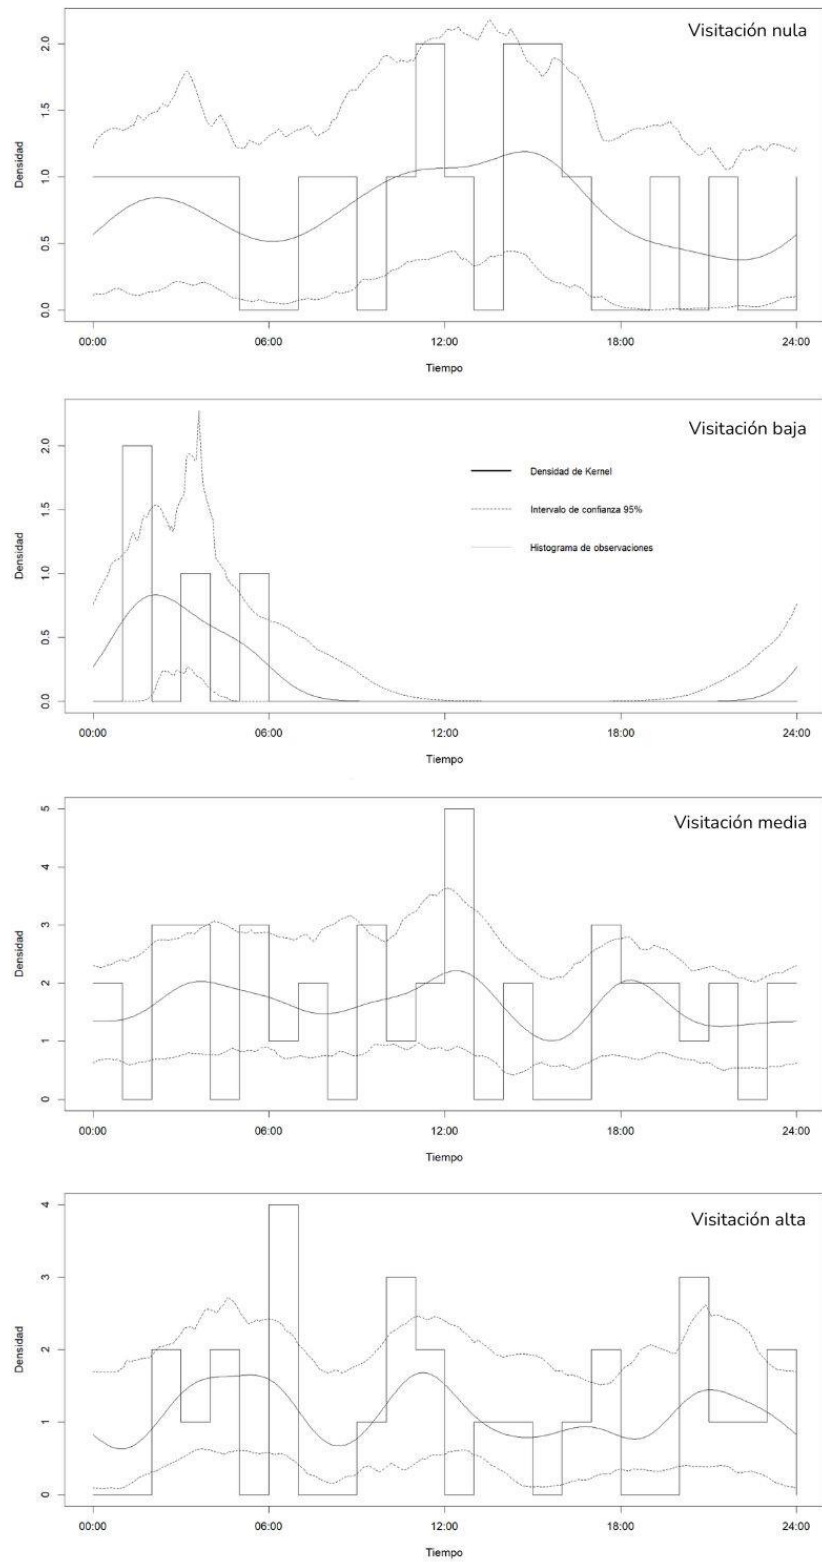 Visitación nula
Densidad
2.0
1.5
1.0
0.5
0.0
00:00 06:00 12:00 18:00 24:00
Tiempo
Visitación baja
Densidad
2.0
1.5
1.0
0.5
0.0
Densidad de Kernel
Intervalo de confianza 95%
Histograma de observaciones
00:00 06:00 12:00 18:00 24:00
Tiempo
Visitación media
Densidad
5
4
3
2
1
0
00:00 06:00 12:00 18:00 24:00
Tiempo
Visitación alta
Densidad
4
3
2
1
0
00:00 06:00 12:00 18:00 24:00
Tiempo